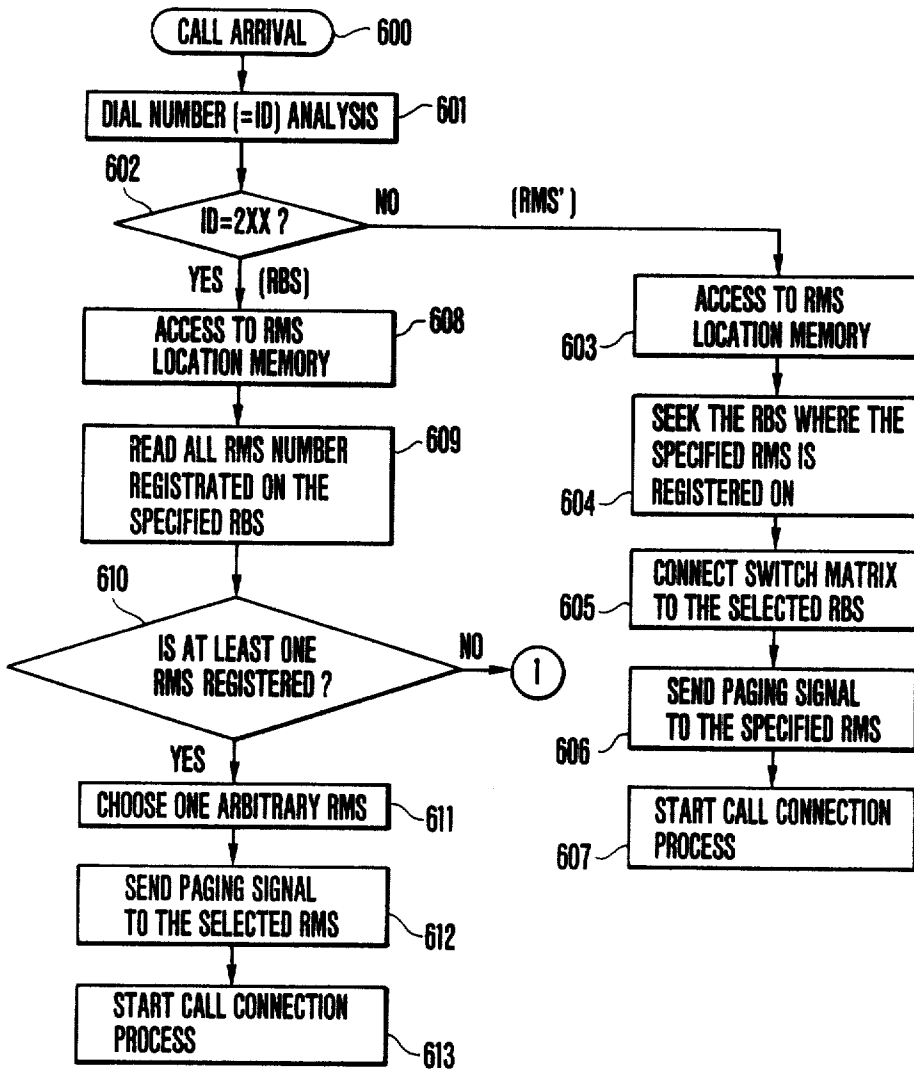 CALL ARRIVAL
600
DIAL NUMBER (=ID) ANALYSIS
601
602
ID=2XX ?
NO
(RMS')
YES
(RBS)
ACCESS TO RMS
LOCATION MEMORY
608
READ ALL RMS NUMBER
REGISTRATED ON THE
SPECIFIED RBS
609
610
IS AT LEAST ONE
RMS REGISTERED ?
NO
1
YES
CHOOSE ONE ARBITRARY RMS
611
SEND PAGING SIGNAL
TO THE SELECTED RMS
612
START CALL CONNECTION
PROCESS
613
ACCESS TO RMS
LOCATION MEMORY
603
SEEK THE RBS WHERE THE
SPECIFIED RMS IS
REGISTERED ON
604
CONNECT SWITCH MATRIX
TO THE SELECTED RBS
605
SEND PAGING SIGNAL
TO THE SPECIFIED RMS
606
START CALL CONNECTION
PROCESS
607